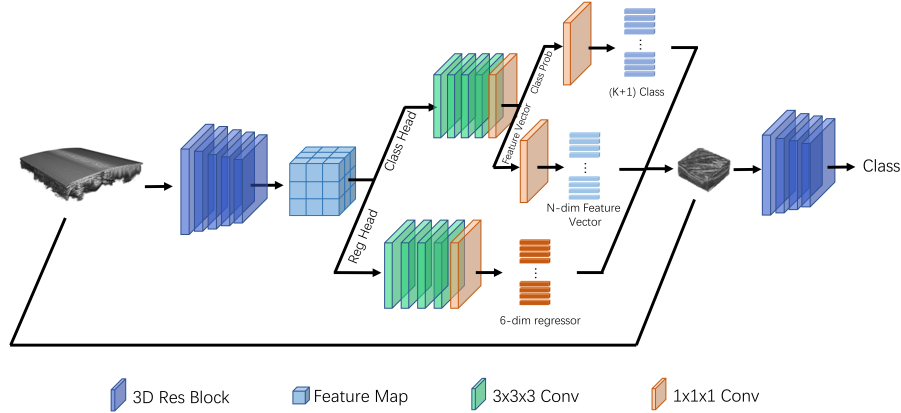 Class Prob
(K+1) Class
Class Head
Feature Vector
Class
N-dim Feature
Vector
Reg Head
6-dim regressor
3D Res Block
Feature Map
3x3x3 Conv
1x1x1 Conv